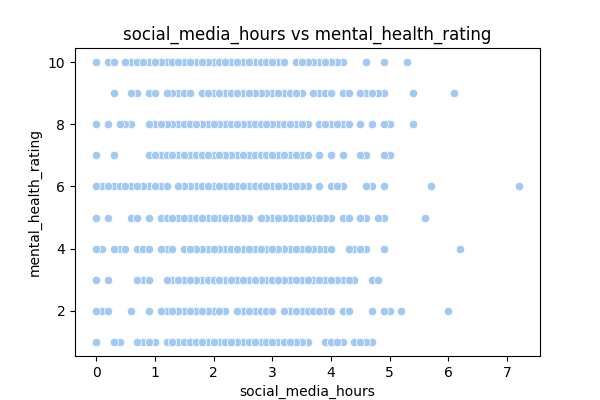 social_media_hours vs mental_health_rating
mental_health_rating
10
8
6
4
2
0 1 2 3 4 5 6 7
social_media_hours